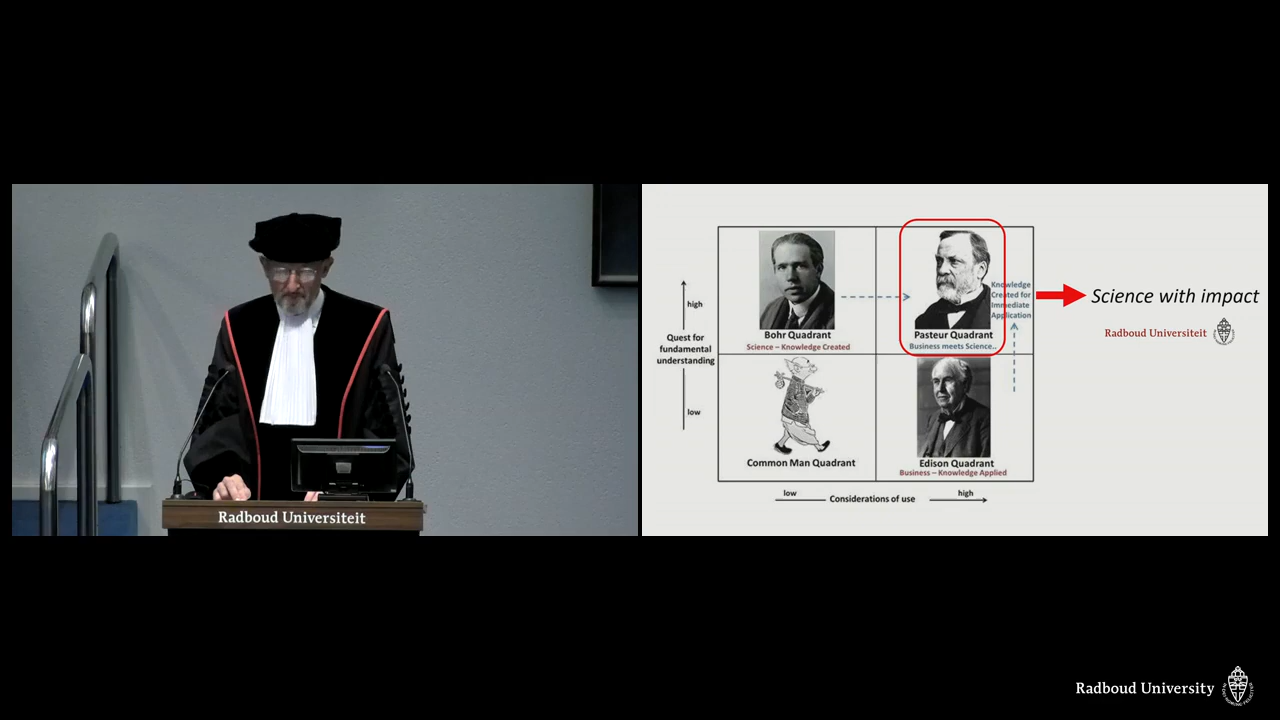 Radboud Universiteit
high
Quest for
fundamental
understanding
low
Bohr Quadrant
Science – Knowledge Created
Pasteur Quadrant
Business meets Science..
Knowledge
Created for
Immediate
Application
Common Man Quadrant
Edison Quadrant
Business – Knowledge Applied
low
Considerations of use
high
Science with impact
Radboud Universiteit
Radboud University